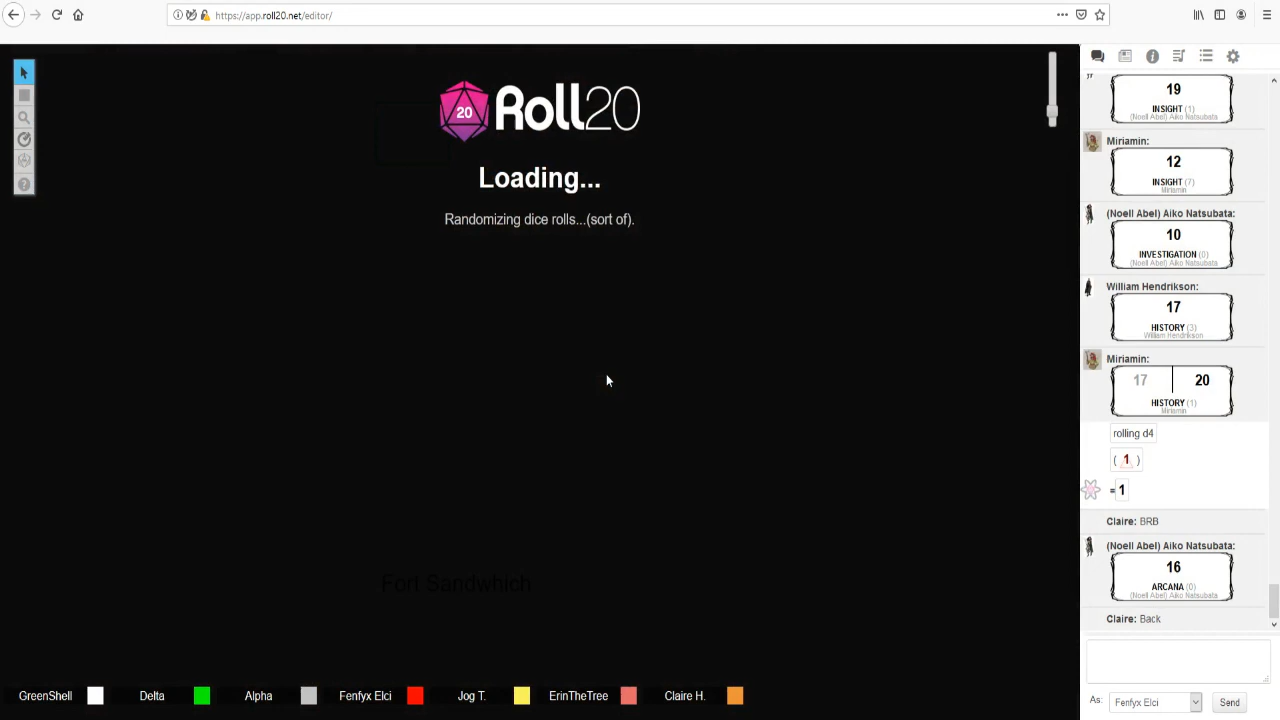 https://app.roll20.net/editor/
20 Roll20
Loading...
Randomizing dice rolls...(sort of).
Fort Sandwhich
GreenShell
Delta
Alpha
Fenfyx Elci
Jog T.
ErinTheTree
Claire H.
19
INSIGHT (1)
(Noell Abel) Aiko Natsubata
Miriamin:
12
INSIGHT (7)
Miriamin
(Noell Abel) Aiko Natsubata:
10
INVESTIGATION (0)
(Noell Abel) Aiko Natsubata
William Hendrikson:
17
HISTORY (3)
William Hendrikson
Miriamin:
17 20
HISTORY (1)
Miriamin
rolling d4
( 1 )
=1
Claire: BRB
(Noell Abel) Aiko Natsubata:
16
ARCANA (0)
(Noell Abel) Aiko Natsubata
Claire: Back
As: Fenfyx Elci Send